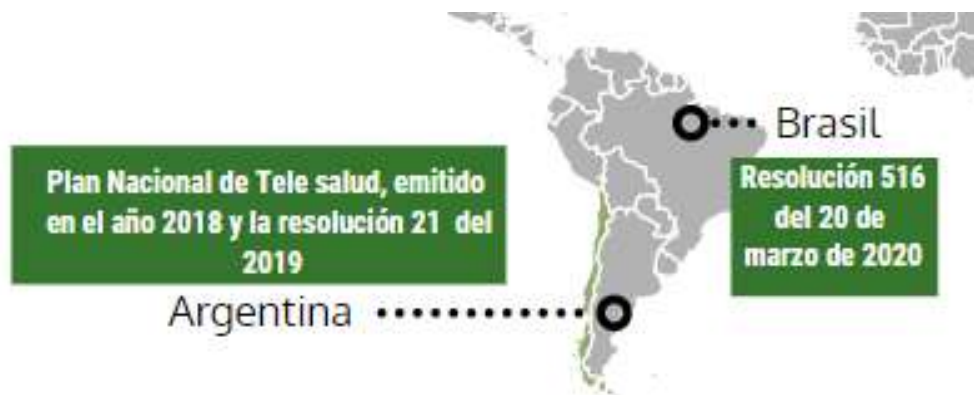 Brasil
Plan Nacional de Tele salud, emitido
en el año 2018 y la resolución 21 del
2019
Resolución 516
del 20 de
marzo de 2020
Argentina